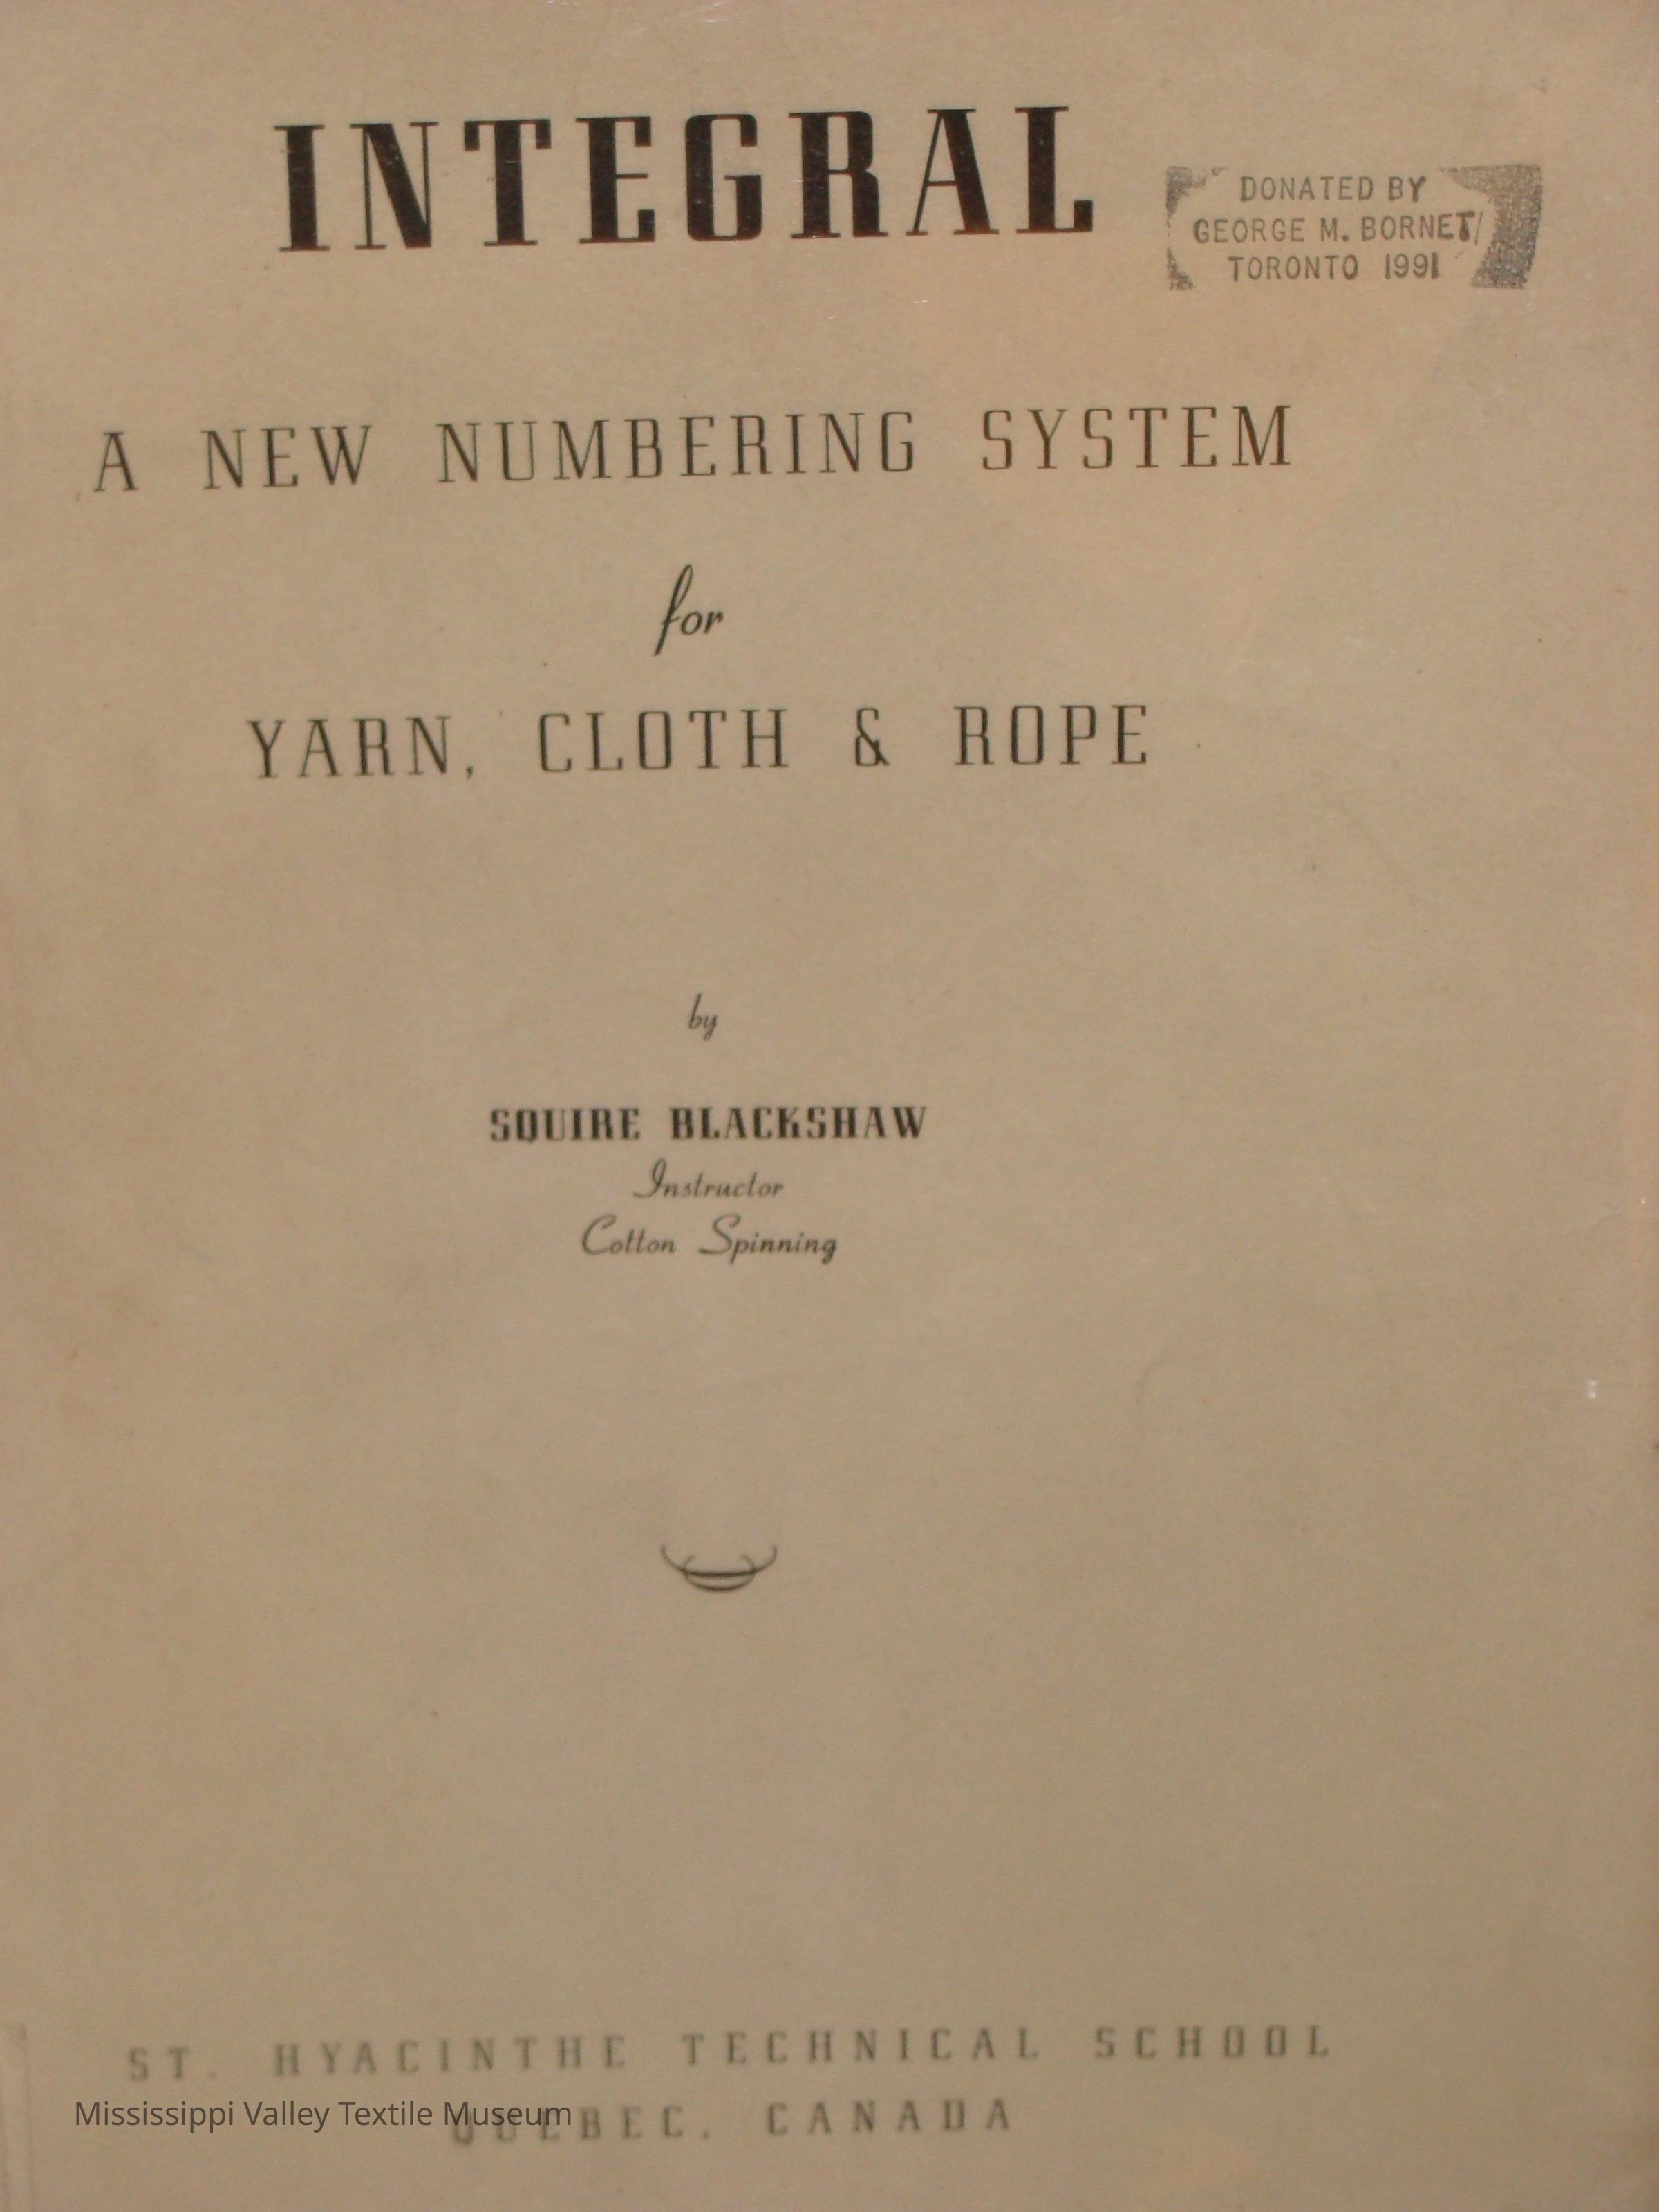 INTEGRAL
DONATED BY
GEORGE M. BORNET/
TORONTO 1991
A NEW NUMBERING SYSTEM
for
YARN, CLOTH & ROPE
by
SQUIRE BLACKSHAW
Instructor
Cotton Spinning
ST. HYACINTHE TECHNICAL SCHOOL
QUEBEC, CANADA
Mississippi Valley Textile Museum